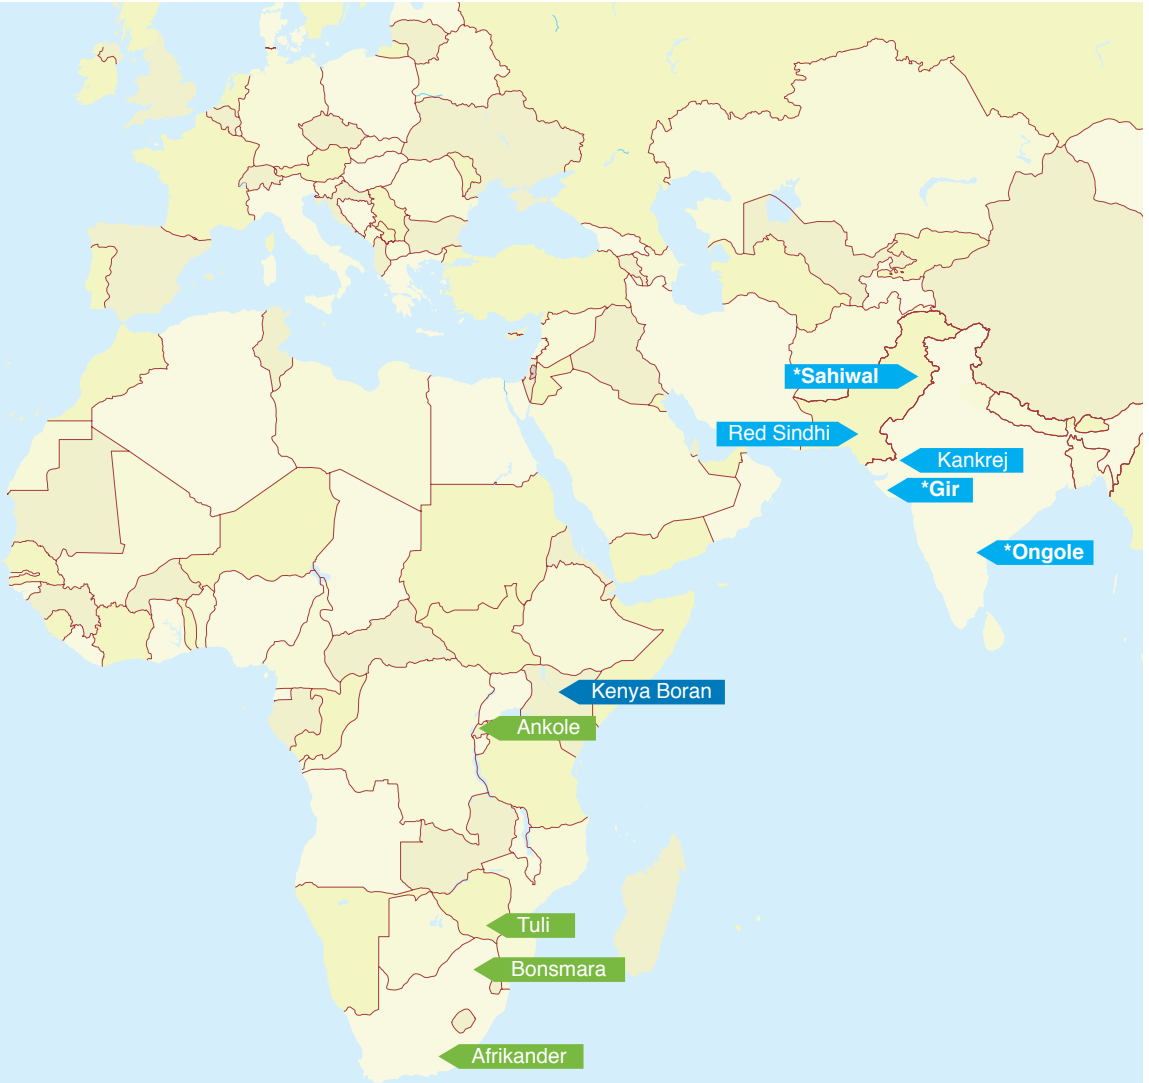 *Sahiwal
Red Sindhi
Kankrej
*Gir
*Ongole
Kenya Boran
Ankole
Tuli
Bonsmara
Afrikander